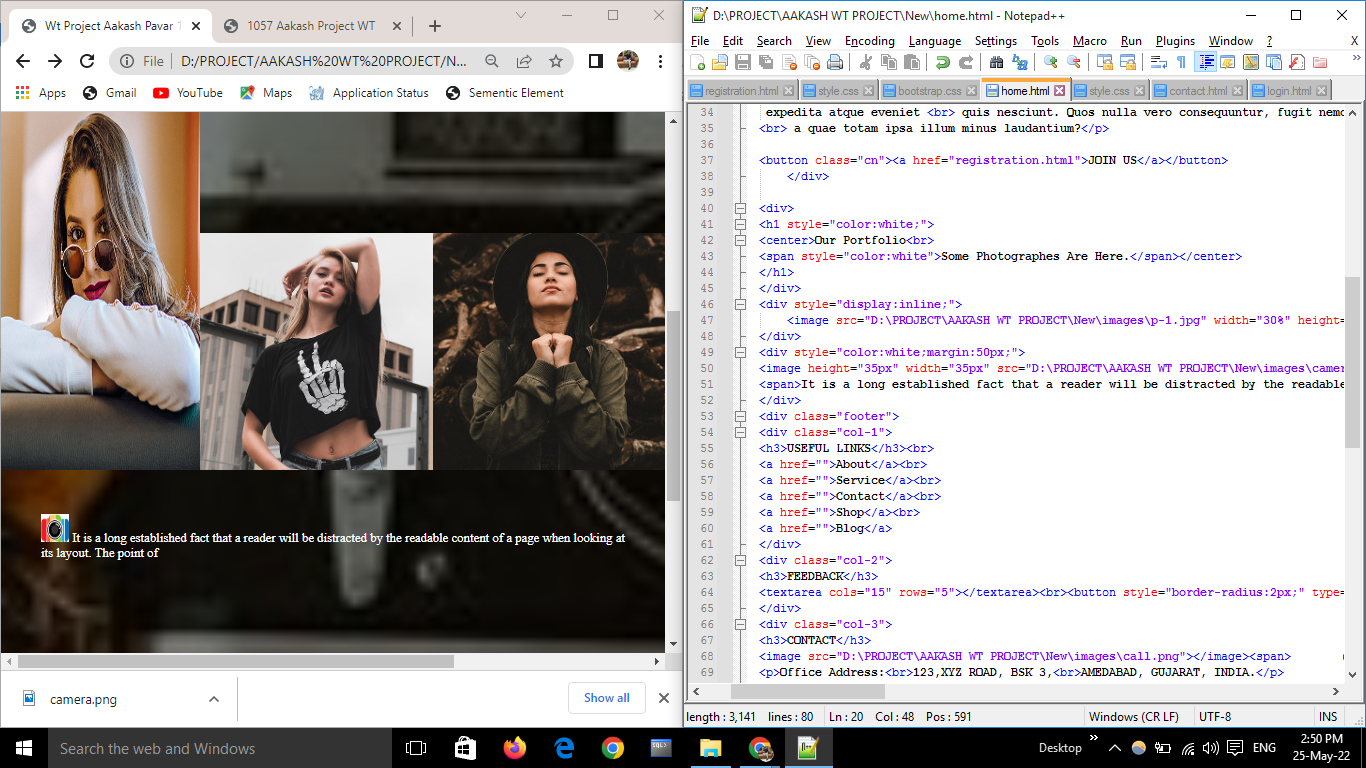 Wt Project Aakash Pavar 1
1057 Aakash Project WT
File
D:/PROJECT/AAKASH%20WT%20PROJECT/N...
Apps
Gmail
YouTube
Maps
Application Status
Sementic Element
It is a long established fact that a reader will be distracted by the readable content of a page when looking at
its layout. The point of
camera.png
Show all
D:\PROJECT\AAKASH WT PROJECT\New\home.html - Notepad++
File Edit Search View Encoding Language Settings Tools Macro Run Plugins Window ? X
registration.html style.css bootstrap.css home.html style.css contact.html login.html
34 expedita atque eveniet <br> quis nesciunt. Quos nulla vero consequuntur, fugit nemo
35 <br> a quae totam ipsa illum minus laudantium?</p>
36
37 <button class="cn"><a href="registration.html">JOIN US</a></button>
38 </div>
39
40 <div>
41 <h1 style="color:white;">
42 <center>Our Portfolio<br>
43 <span style="color:white">Some Photographes Are Here.</span></center>
44 </h1>
45 </div>
46 <div style="display:inline;">
47 <image src="D:\PROJECT\AAKASH WT PROJECT\New\images\p-1.jpg" width="30%" height=
48 </div>
49 <div style="color:white;margin:50px;">
50 <image height="35px" width="35px" src="D:\PROJECT\AAKASH WT PROJECT\New\images\camer
51 <span>It is a long established fact that a reader will be distracted by the readable
52 </div>
53 <div class="footer">
54 <div class="col-1">
55 <h3>USEFUL LINKS</h3><br>
56 <a href="">About</a><br>
57 <a href="">Service</a><br>
58 <a href="">Contact</a><br>
59 <a href="">Shop</a><br>
60 <a href="">Blog</a>
61 </div>
62 <div class="col-2">
63 <h3>FEEDBACK</h3>
64 <textarea cols="15" rows="5"></textarea><br><button style="border-radius:2px;" type=
65 </div>
66 <div class="col-3">
67 <h3>CONTACT</h3>
68 <image src="D:\PROJECT\AAKASH WT PROJECT\New\images\call.png"></image><span>
69 <p>Office Address:<br>123,XYZ ROAD, BSK 3,<br>AMEDABAD, GUJARAT, INDIA.</p>
length : 3,141 lines : 80 Ln : 20 Col : 48 Pos : 591 Windows (CR LF) UTF-8 INS
Search the web and Windows
Desktop
ENG
2:50 PM
25-May-22